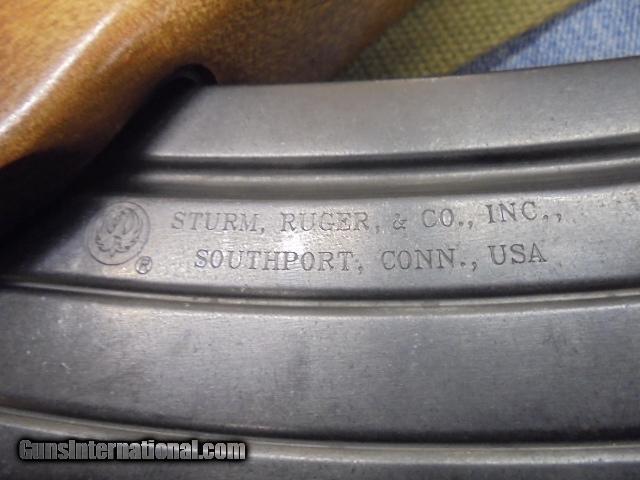 STURM, RUGER, & CO., INC.,
®
SOUTHPORT, CONN., USA
GunsInternational.com